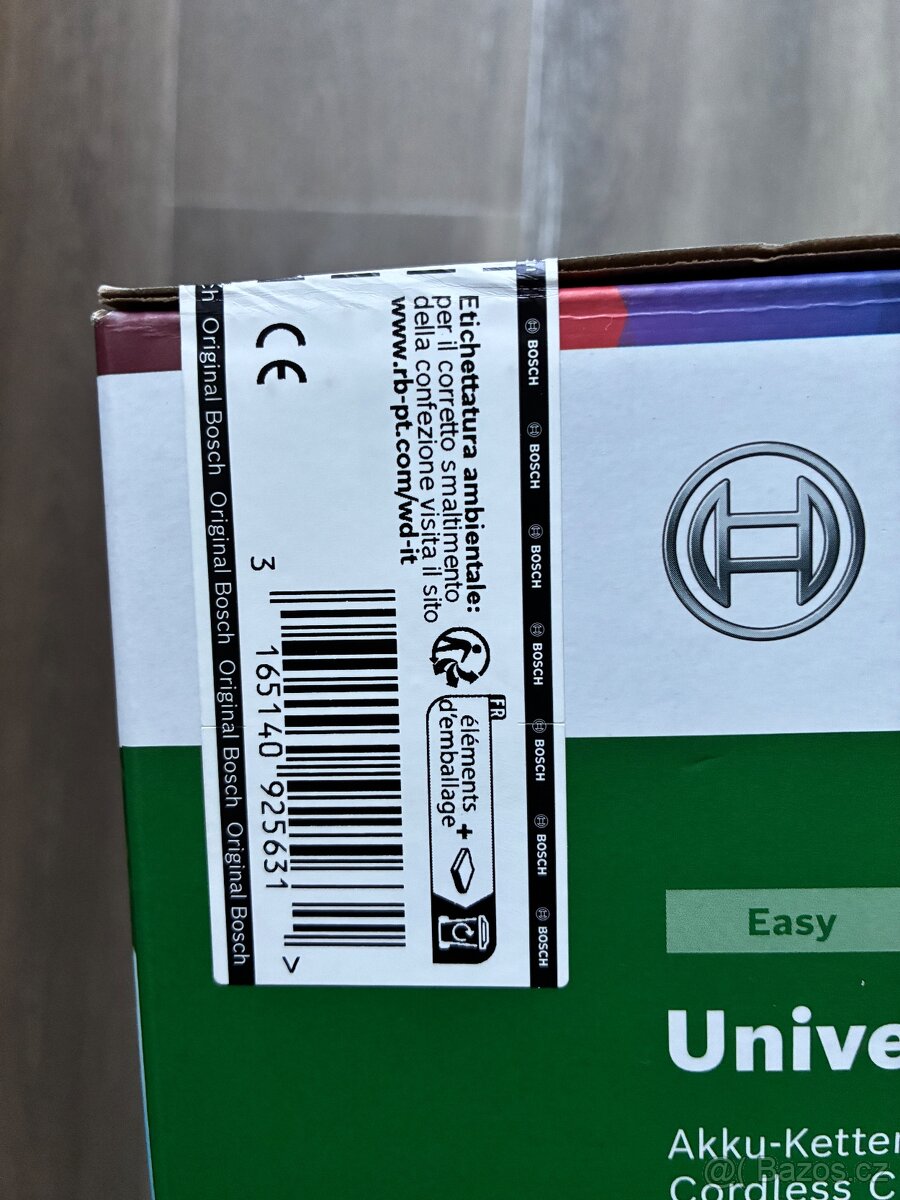 Original Bosch Original Bosch Original Bosch Original Bosch
CE
3 165140 925631 >
Etichettatura ambientale:
per il corretto smaltimento
della confezione visita il sito
www.rb-pt.com/wd-it
FR
éléments
d'emballage
+
BOSCH BOSCH BOSCH BOSCH BOSCH BOSCH BOSCH
Easy
Unive
Akku-Ketten
Cordless C
@( Bazos.cz